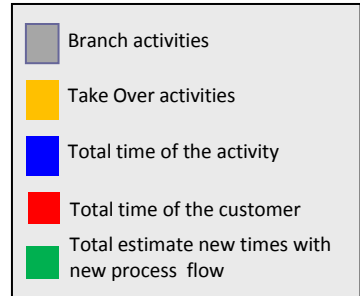 Branch activities
Take Over activities
Total time of the activity
Total time of the customer
Total estimate new times with
new process flow